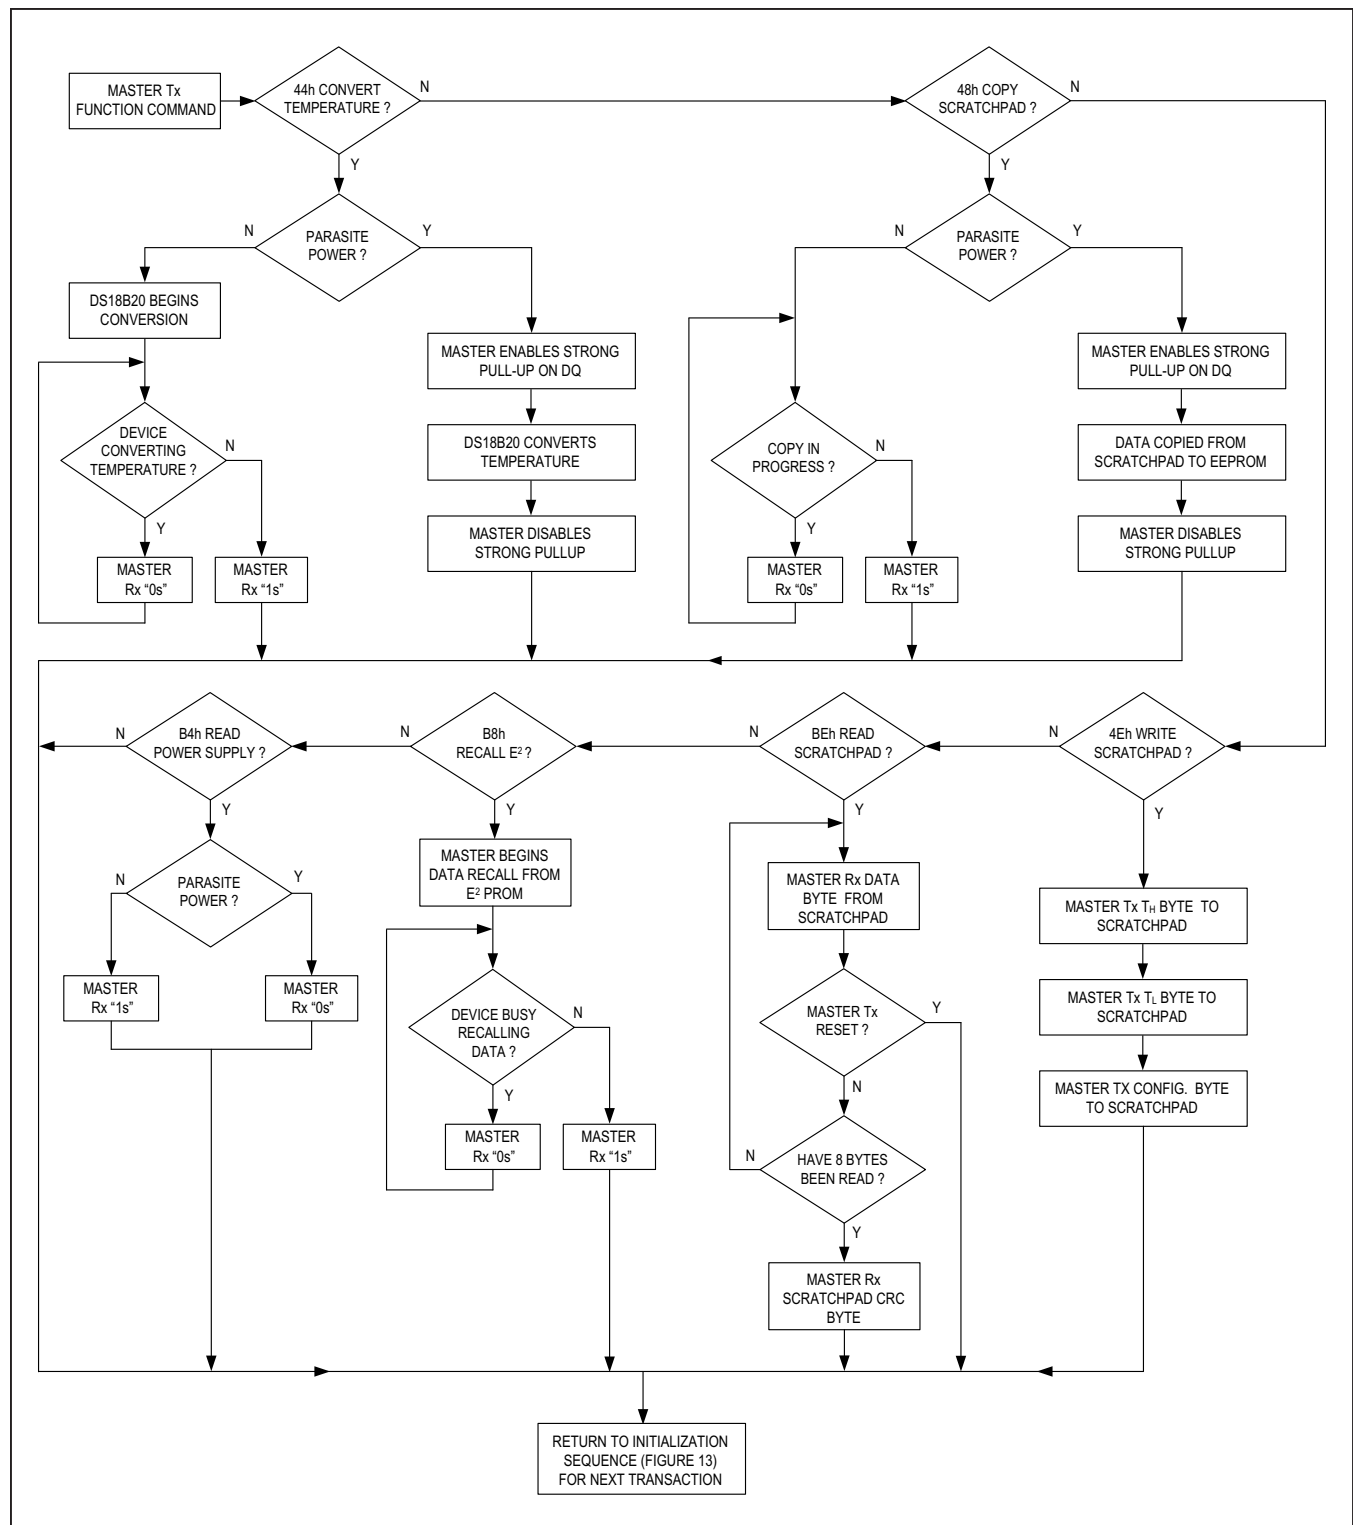 MASTER Tx
FUNCTION COMMAND
44h CONVERT
TEMPERATURE ?
N
Y
48h COPY
SCRATCHPAD ?
N
Y
PARASITE
POWER ?
N
Y
DS18B20 BEGINS
CONVERSION
DEVICE
CONVERTING
TEMPERATURE ?
N
Y
MASTER
Rx “0s”
MASTER
Rx “1s”
MASTER ENABLES STRONG
PULL-UP ON DQ
DS18B20 CONVERTS
TEMPERATURE
MASTER DISABLES
STRONG PULLUP
PARASITE
POWER ?
N
Y
COPY IN
PROGRESS ?
N
Y
MASTER
Rx “0s”
MASTER
Rx “1s”
MASTER ENABLES STRONG
PULL-UP ON DQ
DATA COPIED FROM
SCRATCHPAD TO EEPROM
MASTER DISABLES
STRONG PULLUP
4Eh WRITE
SCRATCHPAD ?
N
Y
MASTER Tx TH BYTE TO
SCRATCHPAD
MASTER Tx TL BYTE TO
SCRATCHPAD
MASTER TX CONFIG. BYTE
TO SCRATCHPAD
BEh READ
SCRATCHPAD ?
N
Y
MASTER Rx DATA
BYTE FROM
SCRATCHPAD
MASTER Tx
RESET ?
Y
N
HAVE 8 BYTES
BEEN READ ?
N
Y
MASTER Rx
SCRATCHPAD CRC
BYTE
B8h
RECALL E² ?
N
Y
MASTER BEGINS
DATA RECALL FROM
E² PROM
DEVICE BUSY
RECALLING
DATA ?
N
Y
MASTER
Rx “0s”
MASTER
Rx “1s”
B4h READ
POWER SUPPLY ?
N
Y
PARASITE
POWER ?
N
Y
MASTER
Rx “1s”
MASTER
Rx “0s”
RETURN TO INITIALIZATION
SEQUENCE (FIGURE 13)
FOR NEXT TRANSACTION